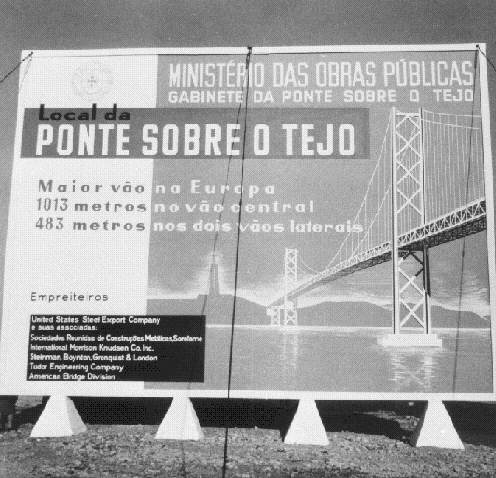 MINISTÉRIO DAS OBRAS PÚBLICAS
GABINETE DA PONTE SOBRE O TEJO
Local da
PONTE SOBRE O TEJO
Maior vão na Europa
1013 metros no vão central
483 metros nos dois vãos laterais
Empreiteiros
United States Steel Export Company
e suas associadas:
Sociedades Reunidas de Construções Metálicas, Sorefame
International Morrison Knudsen Co. Inc.
Steinman, Boynton, Gronquist & London
Tudor Engineering Company
American Bridge Division